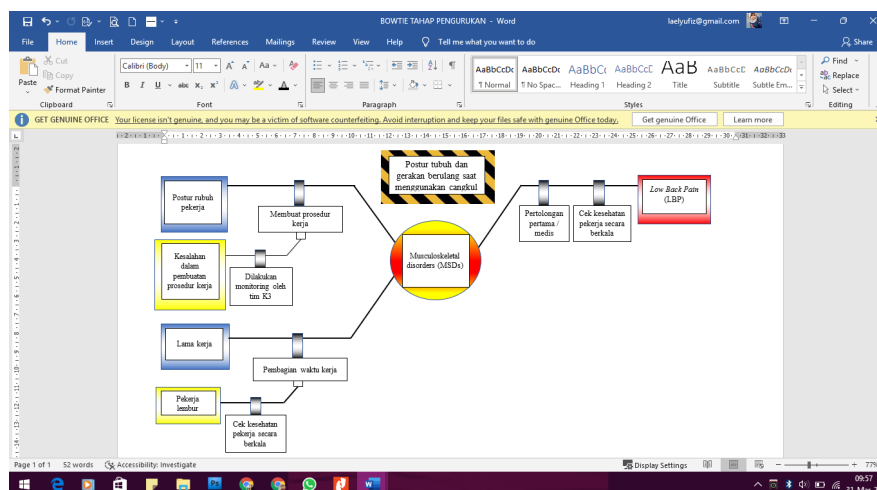 BOWTIE TAHAP PENGURUKAN - Word
laelyufiz@gmail.com
File Home Insert Design Layout References Mailings Review View Help Tell me what you want to do
Share
Cut
Copy
Format Painter
Paste
Calibri (Body) 11
AaBbCcDc AaBbCcDc AaBbCc AaBbCcC AaB AaBbCcC AaBbCcDc
¶ Normal ¶ No Spac... Heading 1 Heading 2 Title Subtitle Subtle Em...
Find
Replace
Select
Clipboard Font Paragraph Styles Editing
GET GENUINE OFFICE Your license isn't genuine, and you may be a victim of software counterfeiting. Avoid interruption and keep your files safe with genuine Office today. Get genuine Office Learn more
Postur tubuh dan
gerakan berulang saat
menggunakan cangkul
Postur rubuh
pekerja
Membuat prosedur
kerja
Kesalahan
dalam
pembuatan
prosedur kerja
Dilakukan
monitoring oleh
tim K3
Musculoskeletal
disorders (MSDs)
Pertolongan
pertama /
medis
Cek kesehatan
pekerja secara
berkala
Low Back Pain
(LBP)
Lama kerja
Pembagian waktu kerja
Pekerja
lembur
Cek kesehatan
pekerja secara
berkala
Page 1 of 1 52 words Accessibility: Investigate
Display Settings
77%
09:57